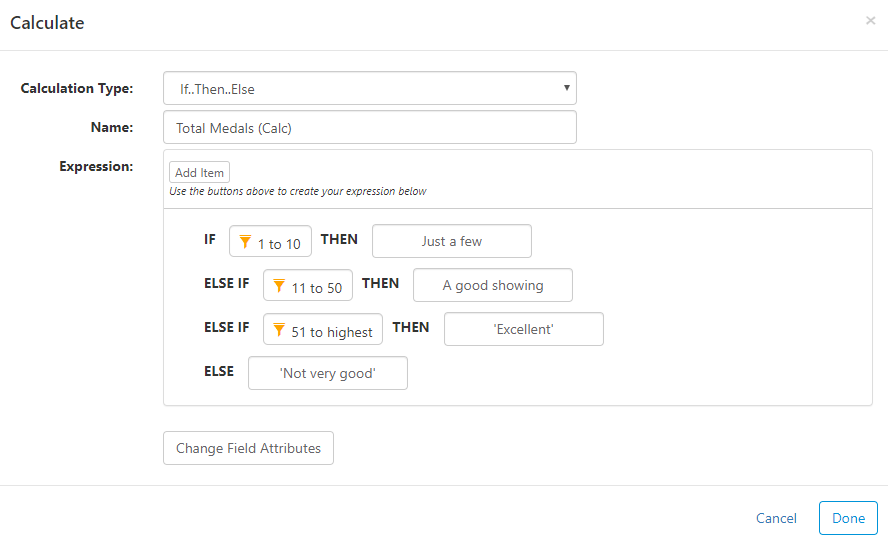 Calculate ×
Calculation Type: If..Then..Else
Name: Total Medals (Calc)
Expression:
Add Item
Use the buttons above to create your expression below
IF 1 to 10 THEN Just a few
ELSE IF 11 to 50 THEN A good showing
ELSE IF 51 to highest THEN 'Excellent'
ELSE 'Not very good'
Change Field Attributes
Cancel Done